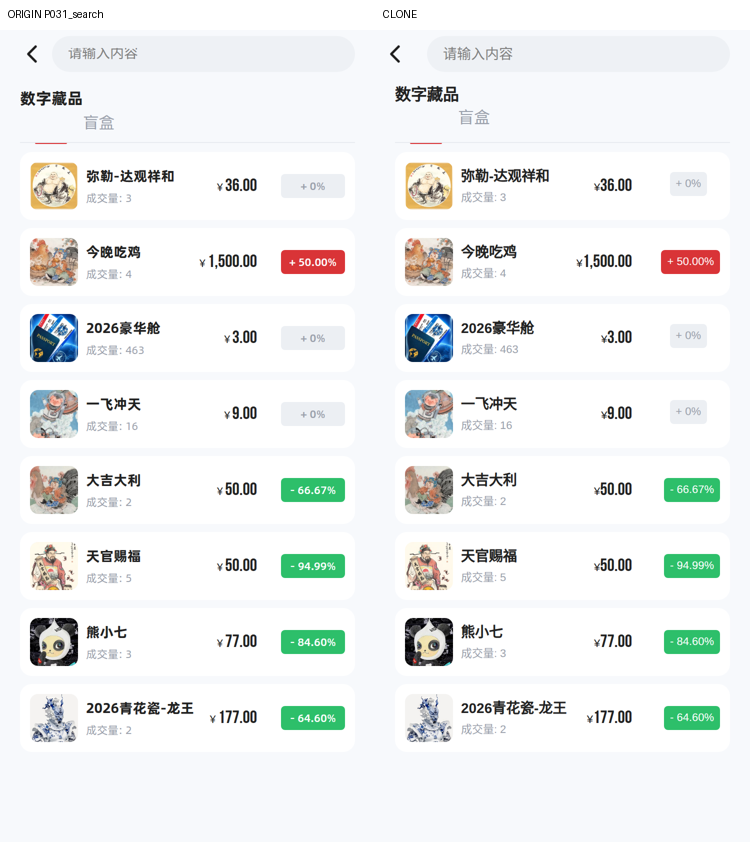 ORIGIN P031_search
请输入内容
数字藏品
盲盒
弥勒-达观祥和
成交量: 3
¥36.00
+ 0%
今晚吃鸡
成交量: 4
¥1,500.00
+ 50.00%
2026豪华舱
成交量: 463
¥3.00
+ 0%
一飞冲天
成交量: 16
¥9.00
+ 0%
大吉大利
成交量: 2
¥50.00
- 66.67%
天官赐福
成交量: 5
¥50.00
- 94.99%
熊小七
成交量: 3
¥77.00
- 84.60%
2026青花瓷-龙王
成交量: 2
¥177.00
- 64.60%
CLONE
请输入内容
数字藏品
盲盒
弥勒-达观祥和
成交量: 3
¥36.00
+ 0%
今晚吃鸡
成交量: 4
¥1,500.00
+ 50.00%
2026豪华舱
成交量: 463
¥3.00
+ 0%
一飞冲天
成交量: 16
¥9.00
+ 0%
大吉大利
成交量: 2
¥50.00
- 66.67%
天官赐福
成交量: 5
¥50.00
- 94.99%
熊小七
成交量: 3
¥77.00
- 84.60%
2026青花瓷-龙王
成交量: 2
¥177.00
- 64.60%